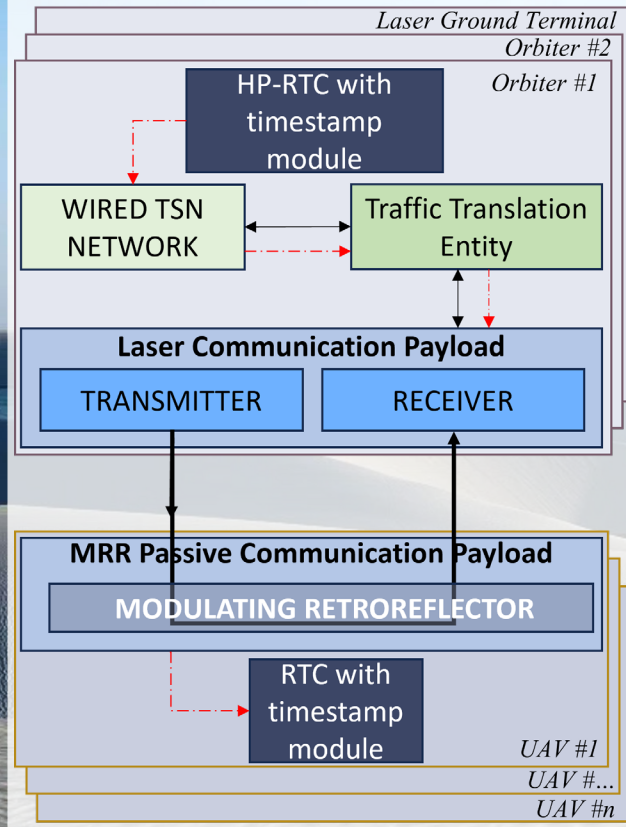 Laser Ground Terminal
Orbiter #2
Orbiter #1
HP-RTC with
timestamp
module
WIRED TSN
NETWORK
Traffic Translation
Entity
Laser Communication Payload
TRANSMITTER
RECEIVER
MRR Passive Communication Payload
MODULATING RETROREFLECTOR
RTC with
timestamp
module
UAV #1
UAV #...
UAV #n